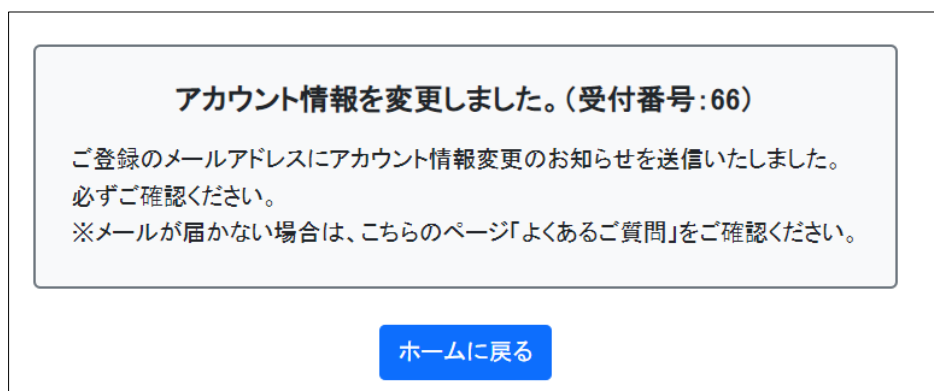 アカウント情報を変更しました。（受付番号：66）
ご登録のメールアドレスにアカウント情報変更のお知らせを送信いたしました。
必ずご確認ください。
※メールが届かない場合は、こちらのページ「よくあるご質問」をご確認ください。
ホームに戻る